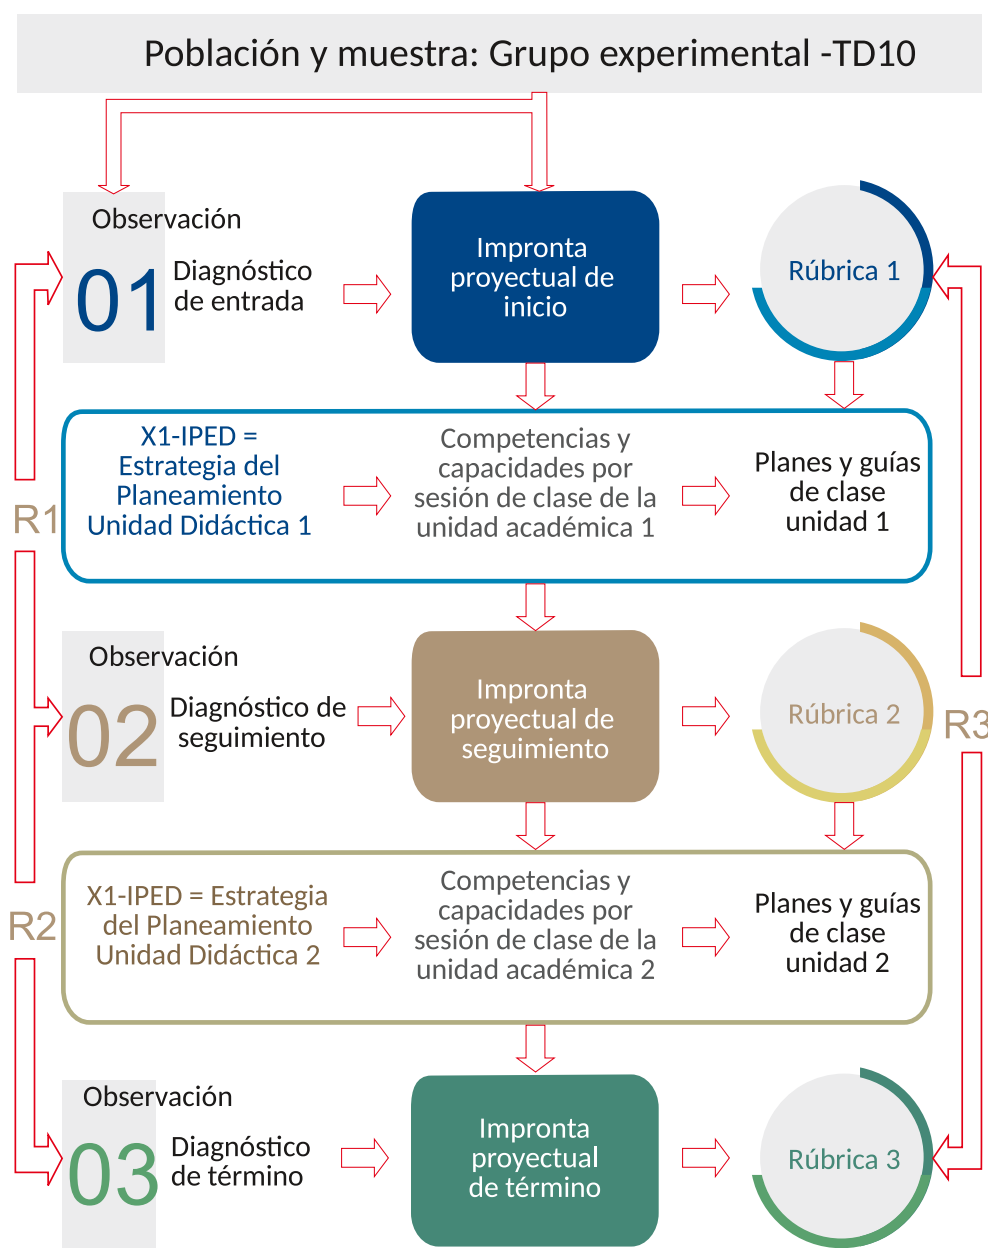 Población y muestra: Grupo experimental -TD10
Observación
01
Diagnóstico
de entrada
Impronta
proyectual de
inicio
Rúbrica 1
R1
X1-IPED =
Estrategia del
Planeamiento
Unidad Didáctica 1
Competencias y
capacidades por
sesión de clase de la
unidad académica 1
Planes y guías
de clase
unidad 1
Observación
02
Diagnóstico de
seguimiento
Impronta
proyectual de
seguimiento
Rúbrica 2
R3
R2
X1-IPED = Estrategia
del Planeamiento
Unidad Didáctica 2
Competencias y
capacidades por
sesión de clase de la
unidad académica 2
Planes y guías
de clase
unidad 2
Observación
03
Diagnóstico
de término
Impronta
proyectual
de término
Rúbrica 3